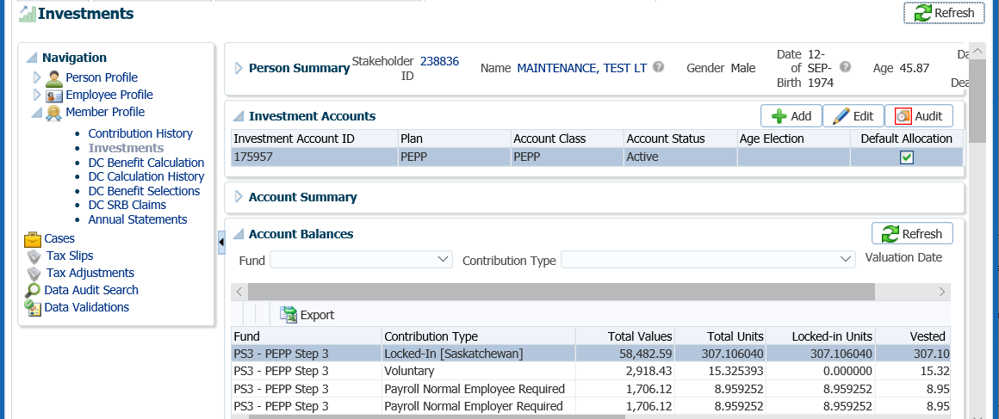 Investments
Refresh
Navigation
Person Profile
Employee Profile
Member Profile
Contribution History
Investments
DC Benefit Calculation
DC Calculation History
DC Benefit Selections
DC SRB Claims
Annual Statements
Cases
Tax Slips
Tax Adjustments
Data Audit Search
Data Validations
Person Summary Stakeholder ID 238836 Name MAINTENANCE, TEST LT Gender Male Date of Birth 12-SEP-1974 Age 45.87
Investment Accounts Add Edit Audit
Investment Account ID Plan Account Class Account Status Age Election Default Allocation
175957 PEPP PEPP Active
Account Summary
Account Balances Refresh
Fund Contribution Type Valuation Date
Export
Fund Contribution Type Total Values Total Units Locked-in Units Vested
PS3 - PEPP Step 3 Locked-In [Saskatchewan] 58,482.59 307.106040 307.106040 307.10
PS3 - PEPP Step 3 Voluntary 2,918.43 15.325393 0.000000 15.32
PS3 - PEPP Step 3 Payroll Normal Employee Required 1,706.12 8.959252 8.959252 8.95
PS3 - PEPP Step 3 Payroll Normal Employer Required 1,706.12 8.959252 8.959252 8.95